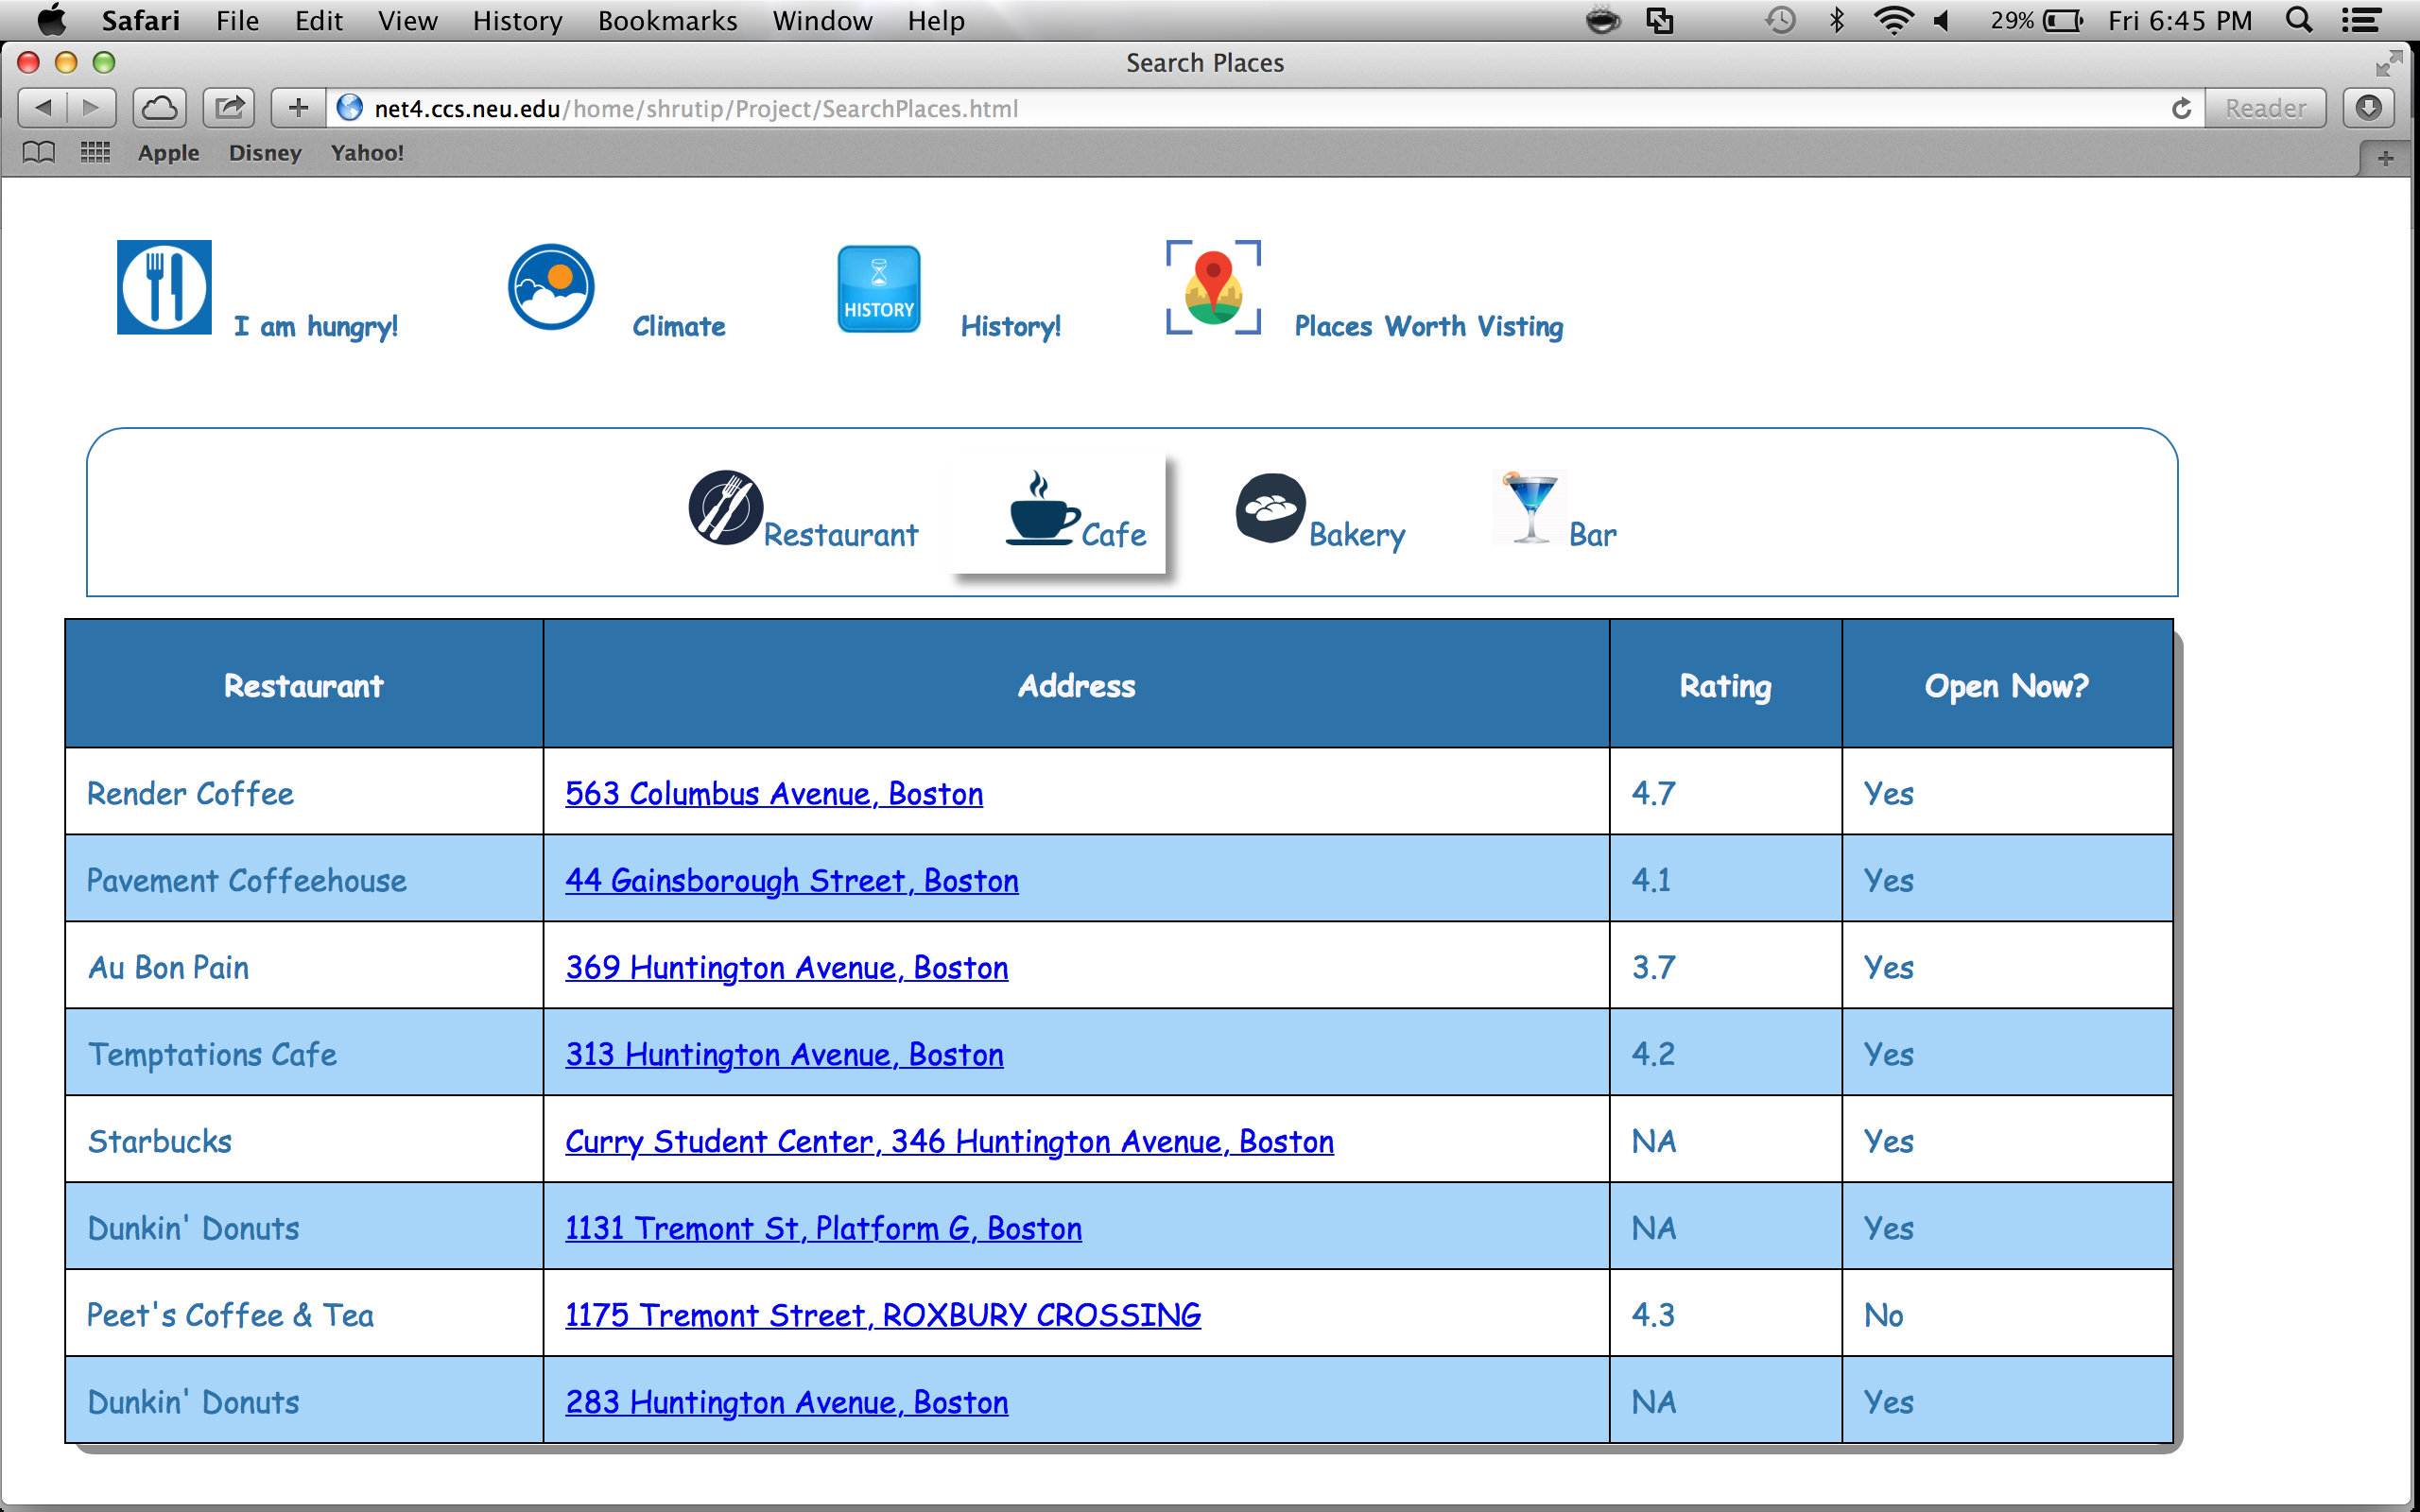 Safari File Edit View History Bookmarks Window Help 29% Fri 6:45 PM
Search Places
net4.ccs.neu.edu/home/shrutip/Project/SearchPlaces.html Reader
Apple Disney Yahoo!
HISTORY
I am hungry! Climate History! Places Worth Visting
Restaurant Cafe Bakery Bar
Restaurant Address Rating Open Now?
Render Coffee 563 Columbus Avenue, Boston 4.7 Yes
Pavement Coffeehouse 44 Gainsborough Street, Boston 4.1 Yes
Au Bon Pain 369 Huntington Avenue, Boston 3.7 Yes
Temptations Cafe 313 Huntington Avenue, Boston 4.2 Yes
Starbucks Curry Student Center, 346 Huntington Avenue, Boston NA Yes
Dunkin' Donuts 1131 Tremont St, Platform G, Boston NA Yes
Peet's Coffee & Tea 1175 Tremont Street, ROXBURY CROSSING 4.3 No
Dunkin' Donuts 283 Huntington Avenue, Boston NA Yes